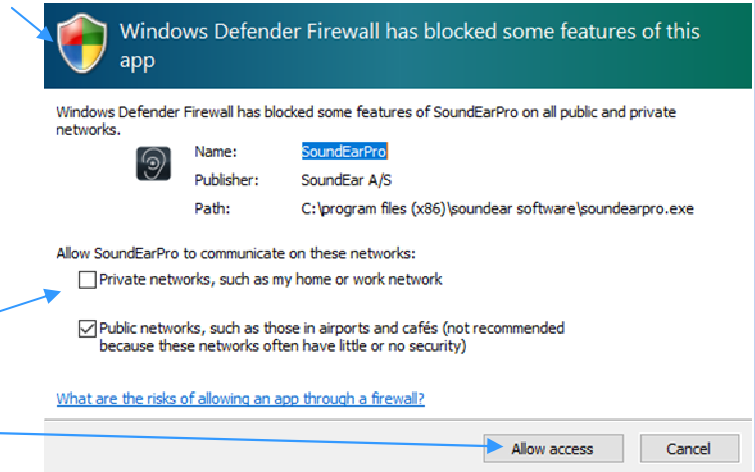 Windows Defender Firewall has blocked some features of this
app
Windows Defender Firewall has blocked some features of SoundEarPro on all public and private
networks.
Name: SoundEarPro
Publisher: SoundEar A/S
Path: C:\program files (x86)\soundear software\soundearpro.exe
Allow SoundEarPro to communicate on these networks:
Private networks, such as my home or work network
Public networks, such as those in airports and cafés (not recommended
because these networks often have little or no security)
What are the risks of allowing an app through a firewall?
Allow access Cancel